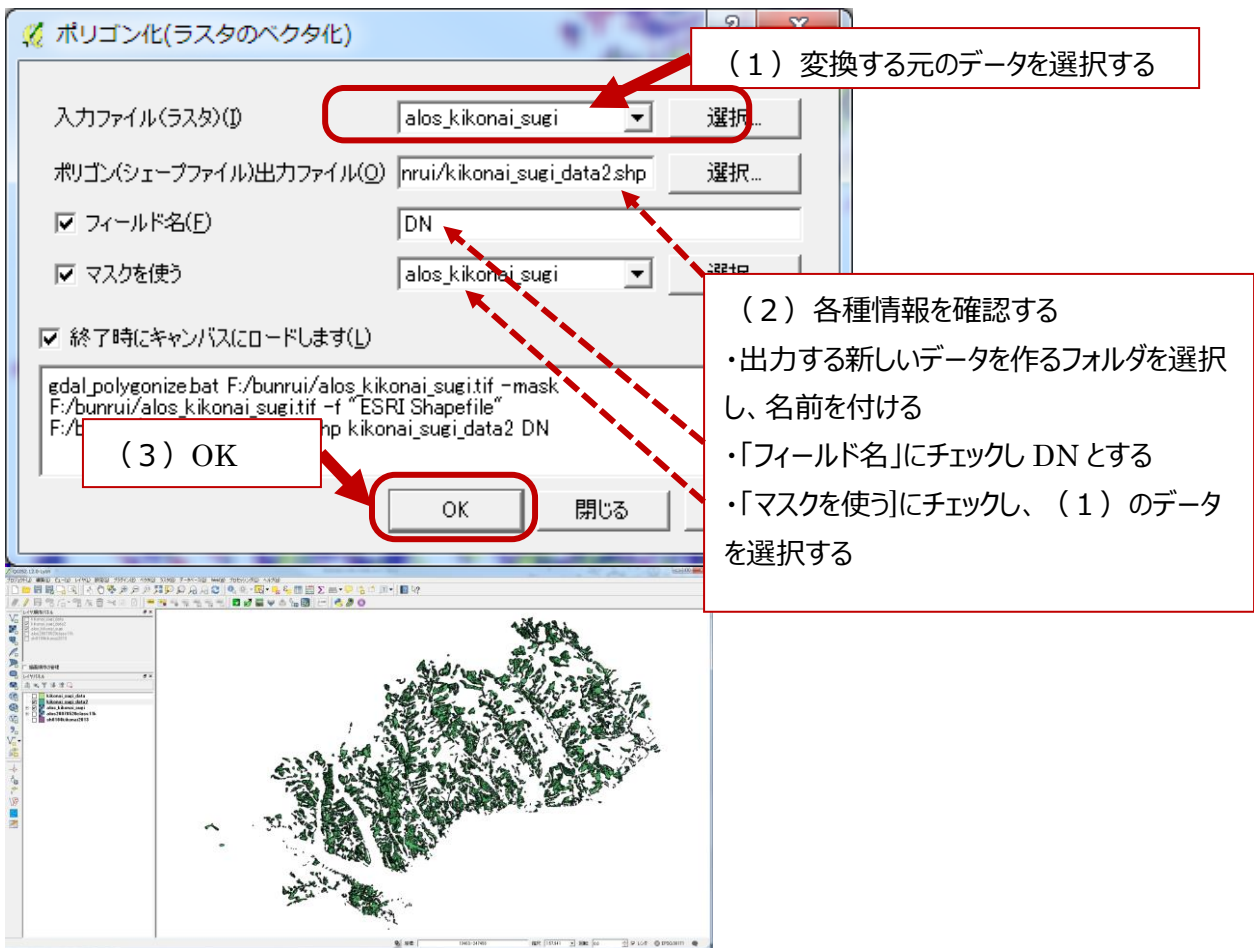 ポリゴン化(ラスタのベクタ化)
(1)変換する元のデータを選択する
入力ファイル(ラスタ)(I)
alos_kikonai_sugi
選択...
ポリゴン(シェープファイル)出力ファイル(O)
nrui/kikonai_sugi_data2.shp
選択...
フィールド名(F)
DN
マスクを使う
alos_kikonai_sugi
選択
終了時にキャンバスにロードします(L)
gdal_polygonize.bat F:/bunrui/alos_kikonai_sugi.tif -mask
F:/bunrui/alos_kikonai_sugi.tif -f "ESRI Shapefile"
F:/b hp kikonai_sugi_data2 DN
(2)各種情報を確認する
・出力する新しいデータを作るフォルダを選択
し、名前を付ける
・「フィールド名」にチェックし DN とする
・「マスクを使う]にチェックし、(1)のデータ
を選択する
(3)OK
OK
閉じる
kikonai_sugi_data
kikonai_sugi_data2
alos_kikonai_sugi